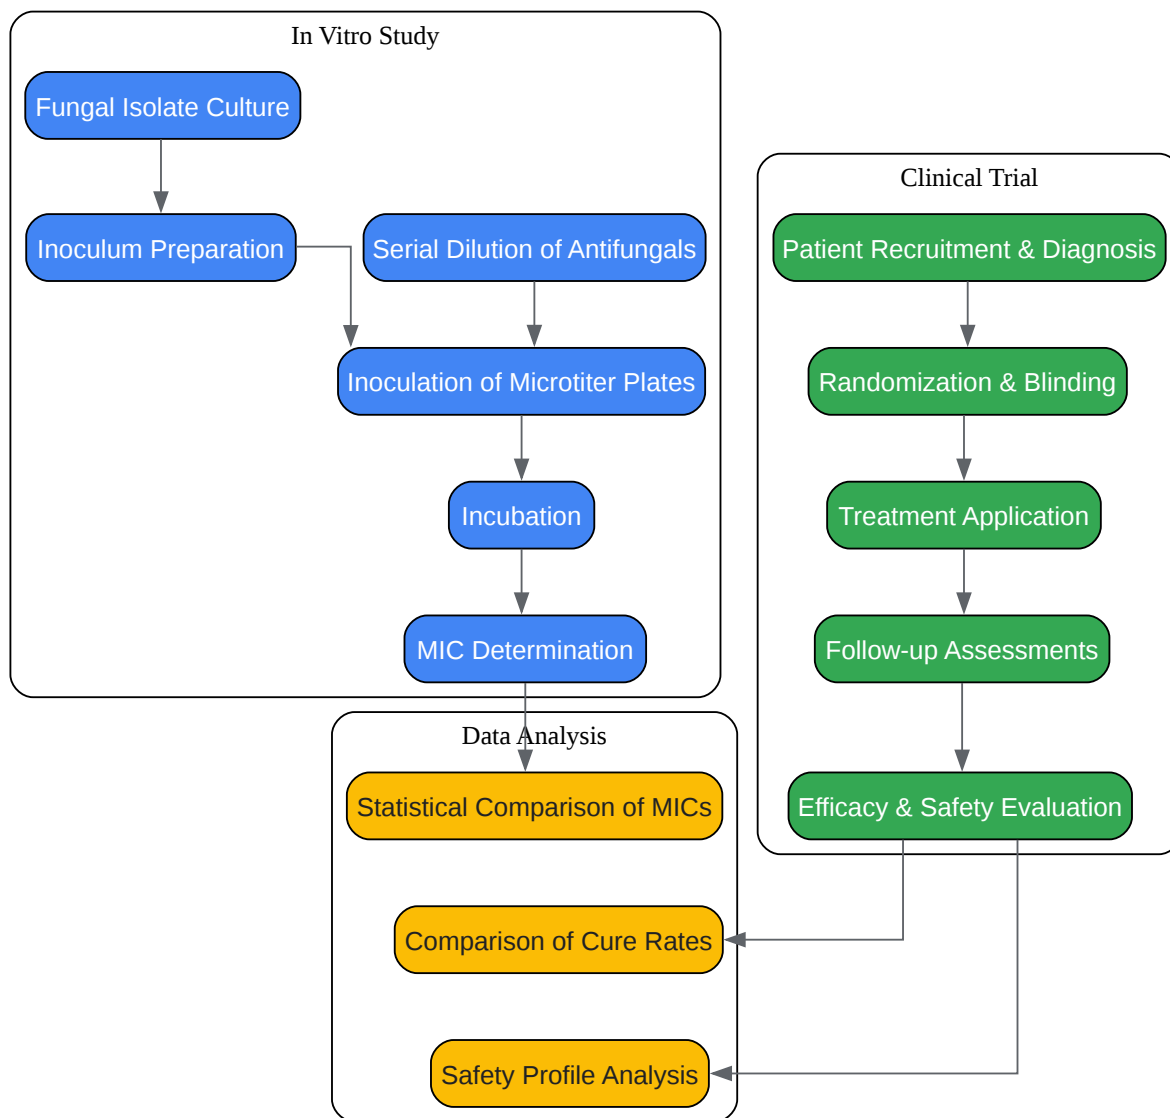 In Vitro Study
Fungal Isolate Culture
Inoculum Preparation
Serial Dilution of Antifungals
Inoculation of Microtiter Plates
Incubation
MIC Determination
Clinical Trial
Patient Recruitment & Diagnosis
Randomization & Blinding
Treatment Application
Follow-up Assessments
Efficacy & Safety Evaluation
Data Analysis
Statistical Comparison of MICs
Comparison of Cure Rates
Safety Profile Analysis